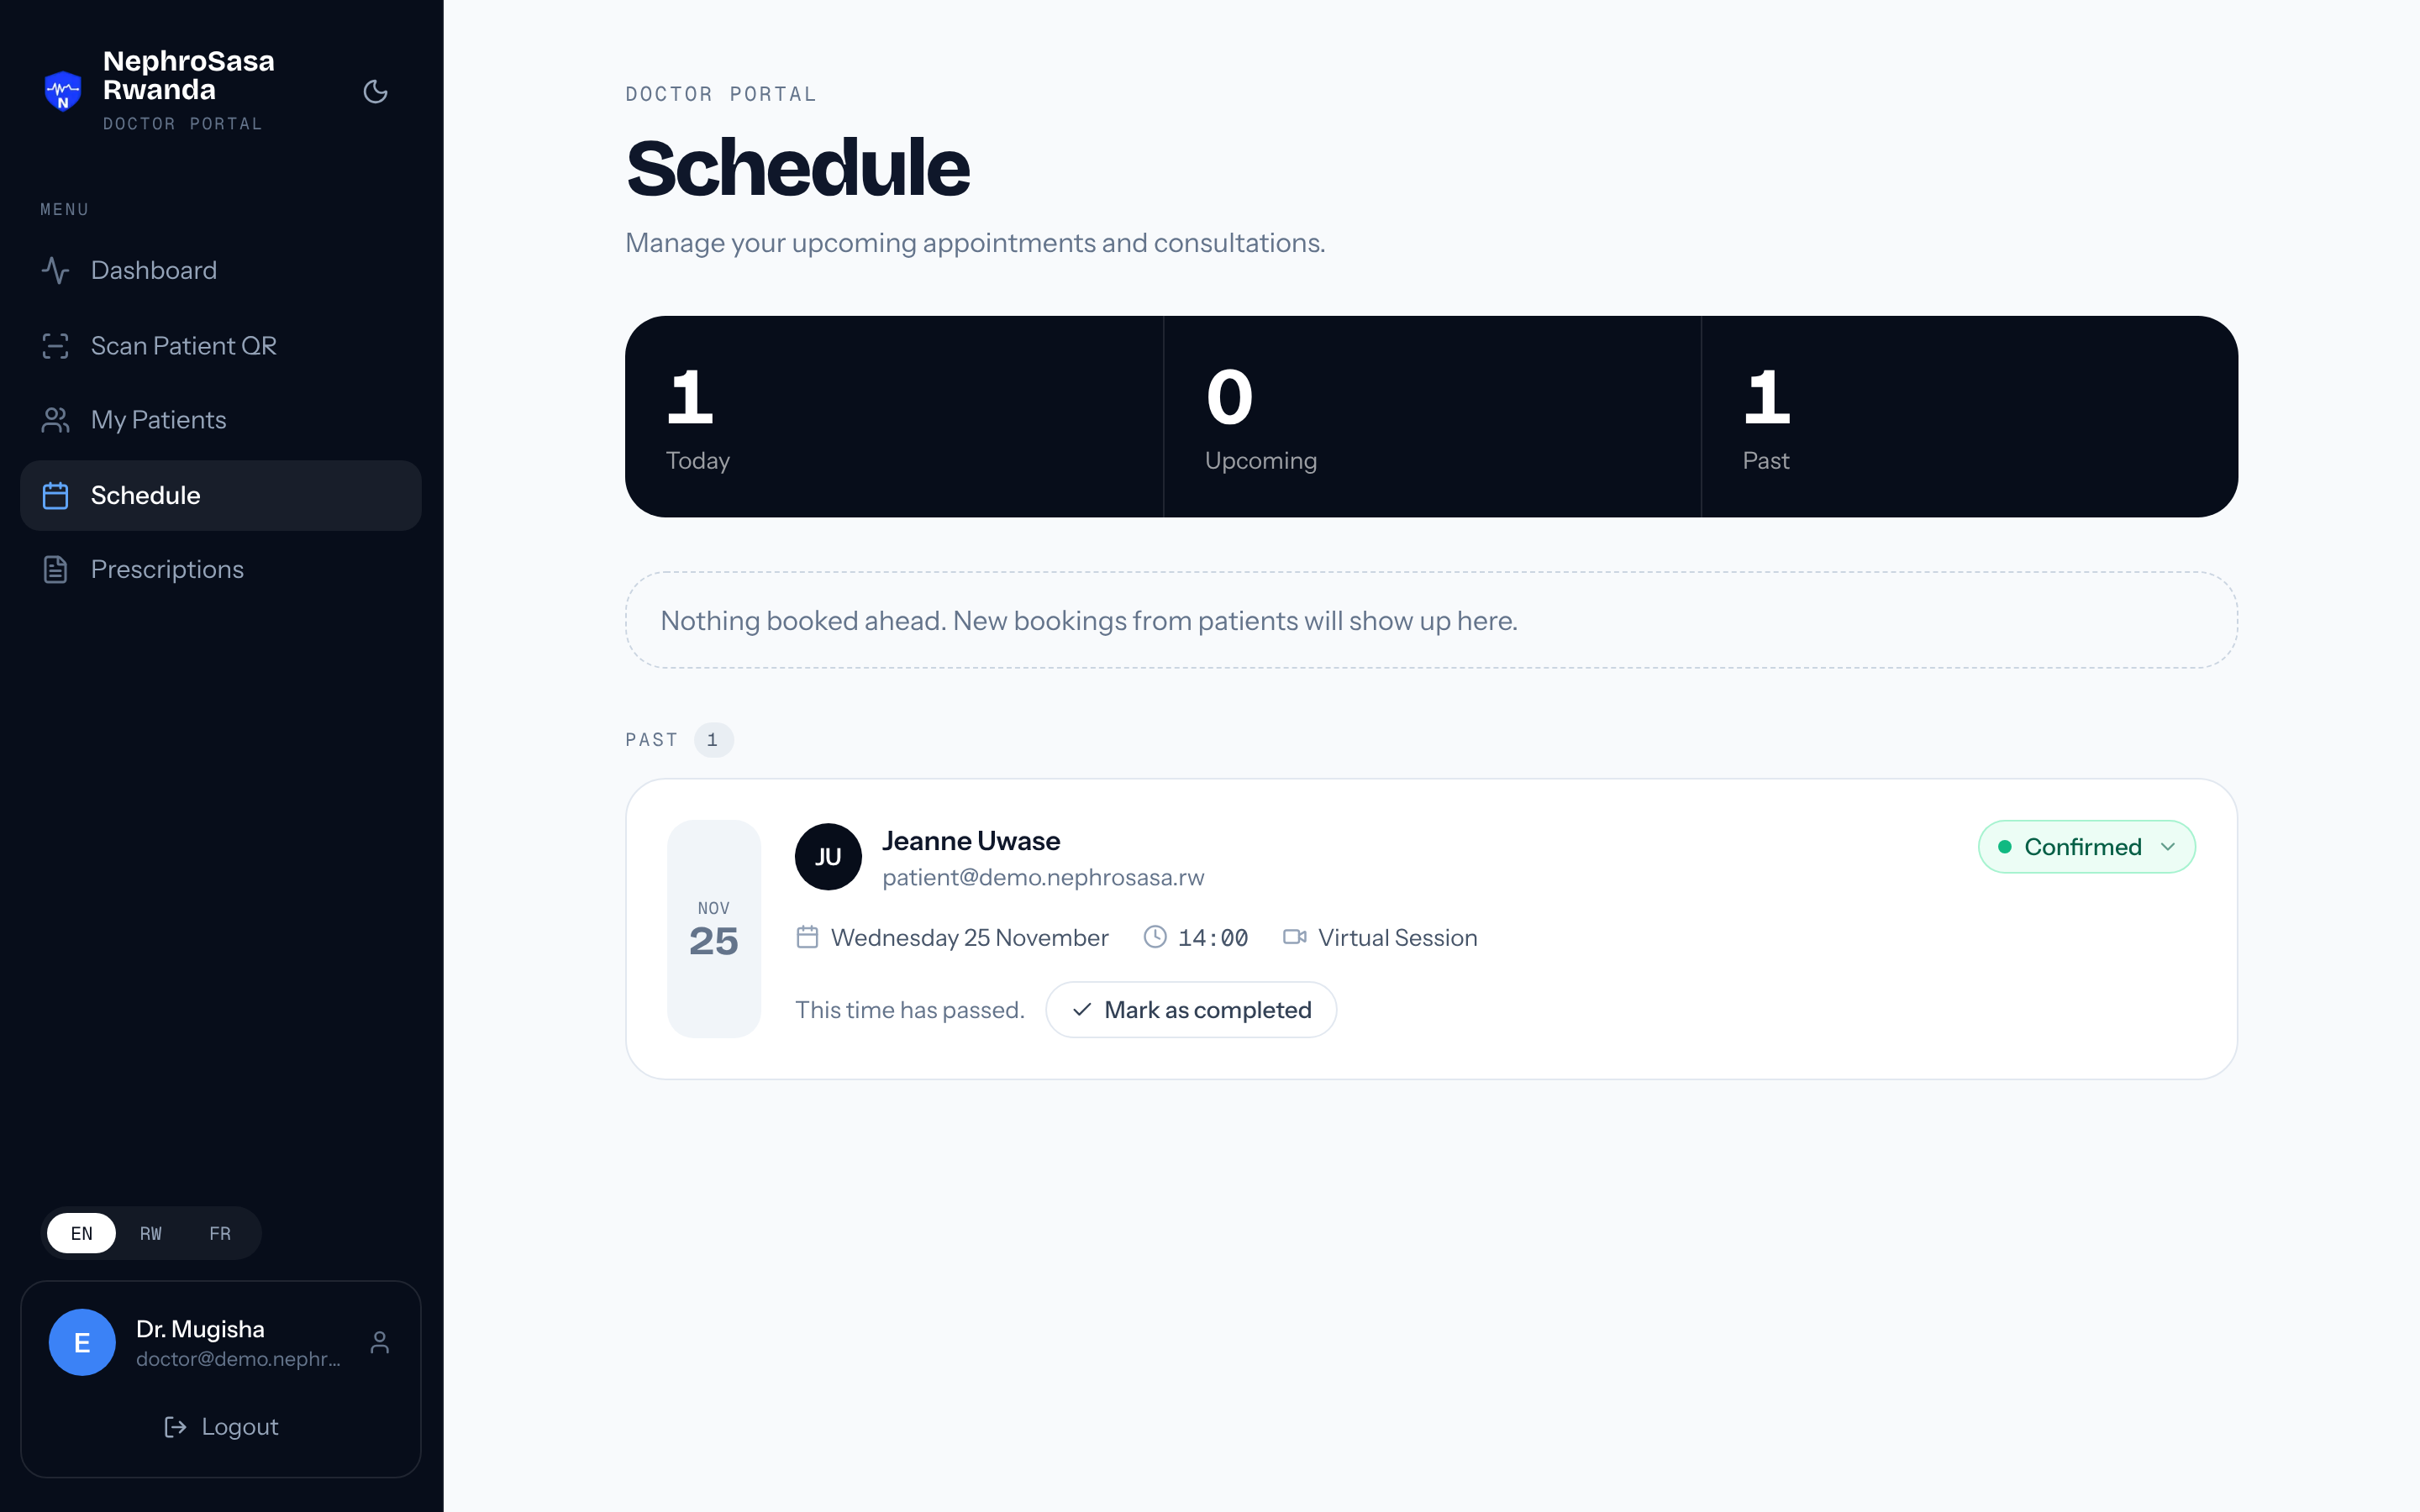 NephroSasa
Rwanda
DOCTOR PORTAL
MENU
Dashboard
Scan Patient QR
My Patients
Schedule
Prescriptions
EN RW FR
E
Dr. Mugisha
doctor@demo.nephr...
Logout
DOCTOR PORTAL
Schedule
Manage your upcoming appointments and consultations.
1
Today
0
Upcoming
1
Past
Nothing booked ahead. New bookings from patients will show up here.
PAST 1
NOV
25
JU
Jeanne Uwase
patient@demo.nephrosasa.rw
Confirmed
Wednesday 25 November 14:00 Virtual Session
This time has passed. Mark as completed